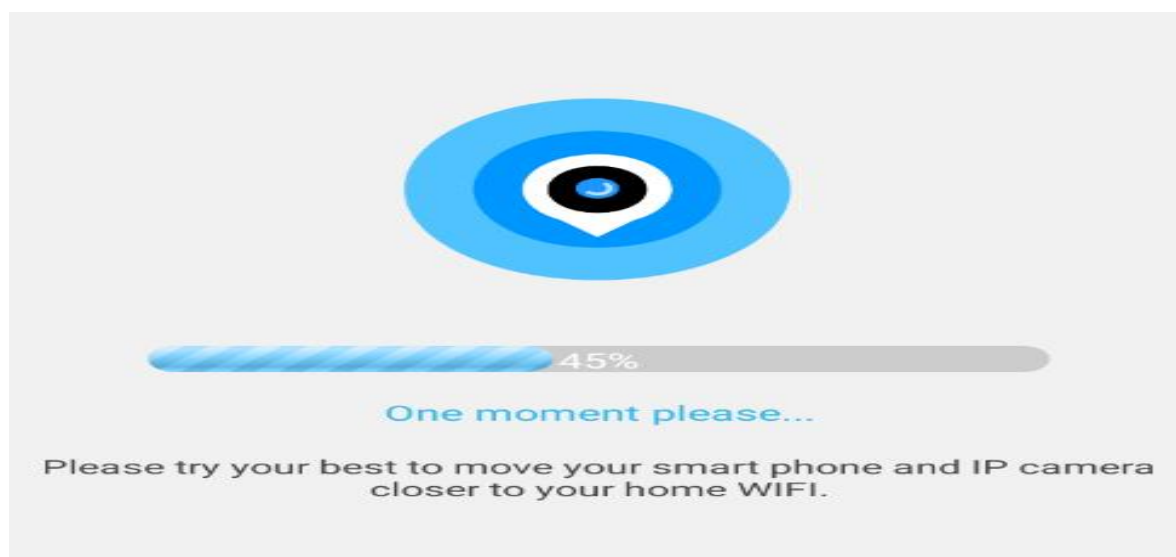 45%
One moment please...
Please try your best to move your smart phone and IP camera
closer to your home WIFI.